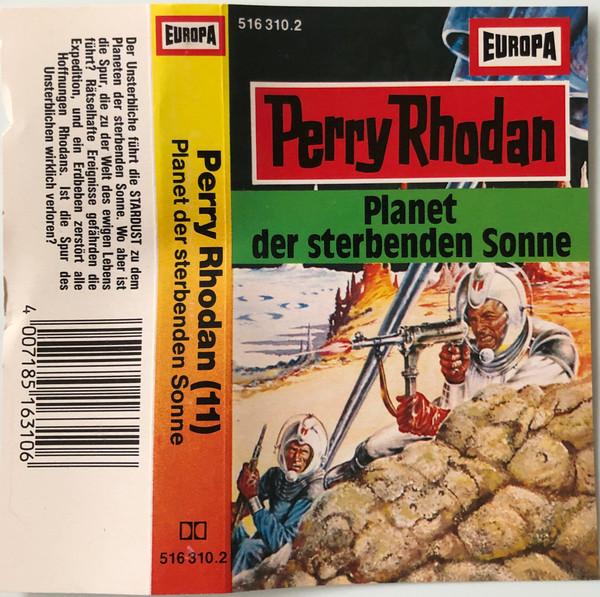 Der Unsterbliche führt die STARDUST zu dem
Planeten der sterbenden Sonne. Wo aber ist
die Spur, die zu der Welt des ewigen Lebens
führt? Rätselhafte Ereignisse gefährden die
Expedition, und ein Erdbeben zerstört alle
Hoffnungen Rhodans. Ist die Spur des
Unsterblichen wirklich verloren?
4 007185 163106
EUROPA
Perry Rhodan (11)
Planet der sterbenden Sonne
516 310.2
516 310.2
EUROPA
Perry Rhodan
Planet
der sterbenden Sonne